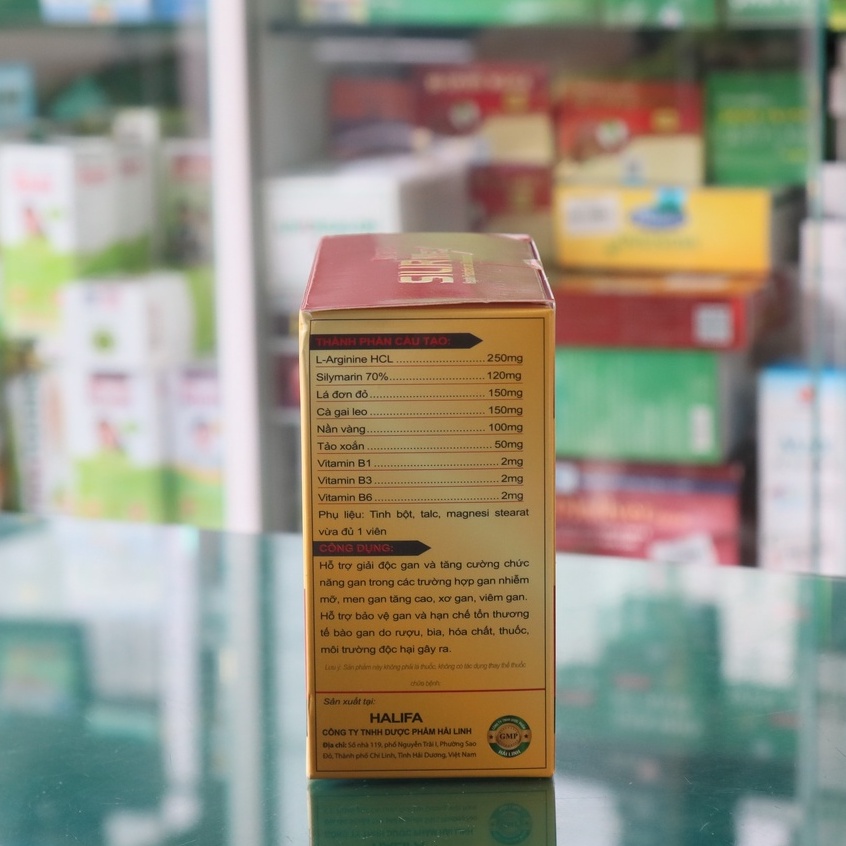 THÀNH PHẦN CẤU TẠO:
L-Arginine HCL 250mg
Silymarin 70% 120mg
Lá đơn đỏ 150mg
Cà gai leo 150mg
Nần vàng 100mg
Tảo xoắn 50mg
Vitamin B1 2mg
Vitamin B3 2mg
Vitamin B6 2mg
Phụ liệu: Tinh bột, talc, magnesi stearat
vừa đủ 1 viên
CÔNG DỤNG:
Hỗ trợ giải độc gan và tăng cường chức
năng gan trong các trường hợp gan nhiễm
mỡ, men gan tăng cao, xơ gan, viêm gan.
Hỗ trợ bảo vệ gan và hạn chế tổn thương
tế bào gan do rượu, bia, hóa chất, thuốc,
môi trường độc hại gây ra.
Lưu ý: Sản phẩm này không phải là thuốc, không có tác dụng thay thế thuốc
chữa bệnh.
Sản xuất tại:
HALIFA
CÔNG TY TNHH DƯỢC PHẨM HẢI LINH
Địa chỉ: Số nhà 119, phố Nguyễn Trãi I, Phường Sao
Đỏ, Thành phố Chí Linh, Tỉnh Hải Dương, Việt Nam
GMP
HẢI LINH